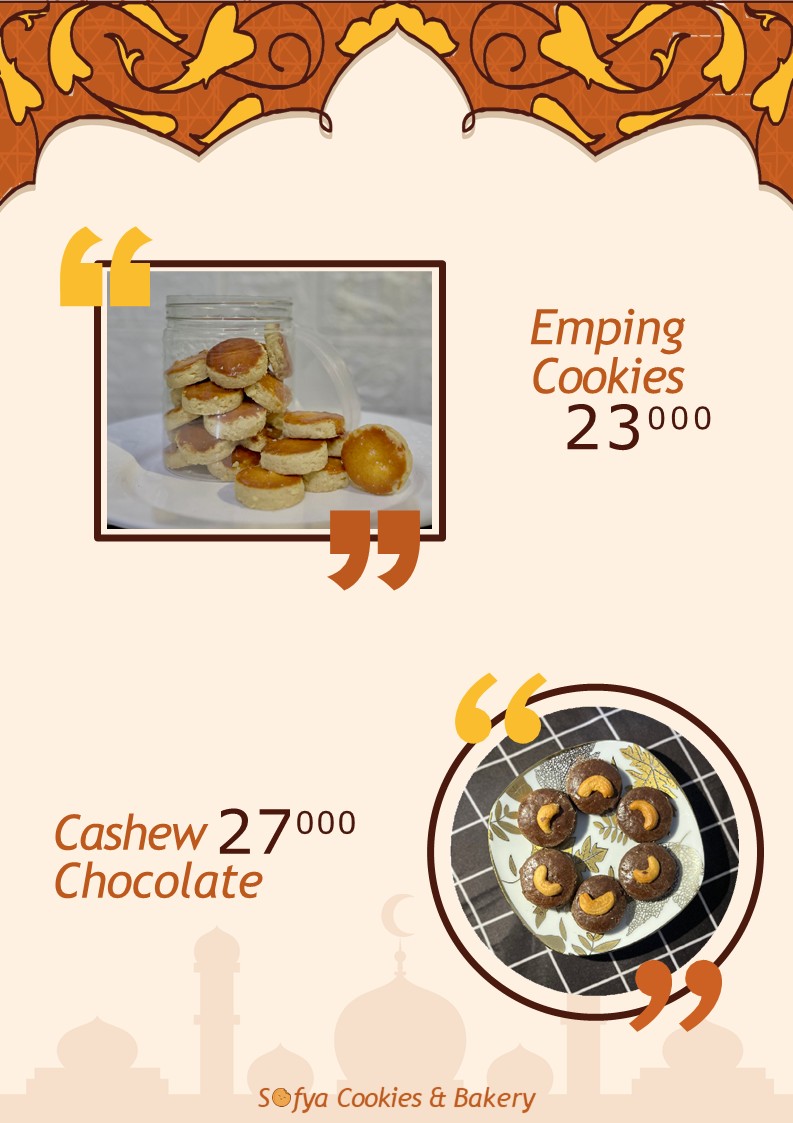 Emping
Cookies
23000
Cashew 27000
Chocolate
Sofya Cookies & Bakery